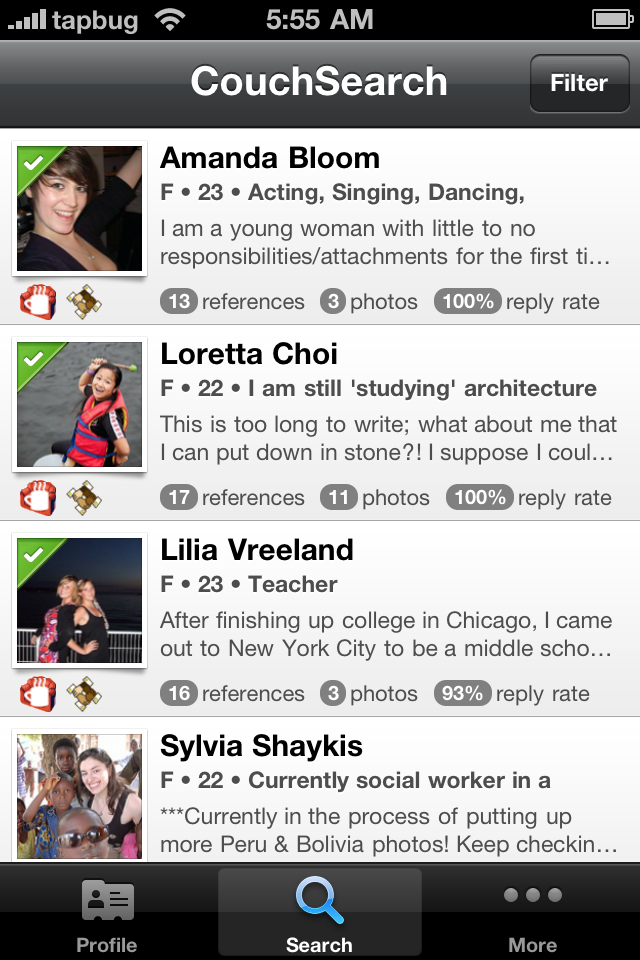 tapbug 5:55 AM
CouchSearch Filter
Amanda Bloom
F • 23 • Acting, Singing, Dancing,
I am a young woman with little to no
responsibilities/attachments for the first ti...
13 references 3 photos 100% reply rate
Loretta Choi
F • 22 • I am still 'studying' architecture
This is too long to write; what about me that
I can put down in stone?! I suppose I coul...
17 references 11 photos 100% reply rate
Lilia Vreeland
F • 23 • Teacher
After finishing up college in Chicago, I came
out to New York City to be a middle scho...
16 references 3 photos 93% reply rate
Sylvia Shaykis
F • 22 • Currently social worker in a
***Currently in the process of putting up
more Peru & Bolivia photos! Keep checkin...
Profile Search More